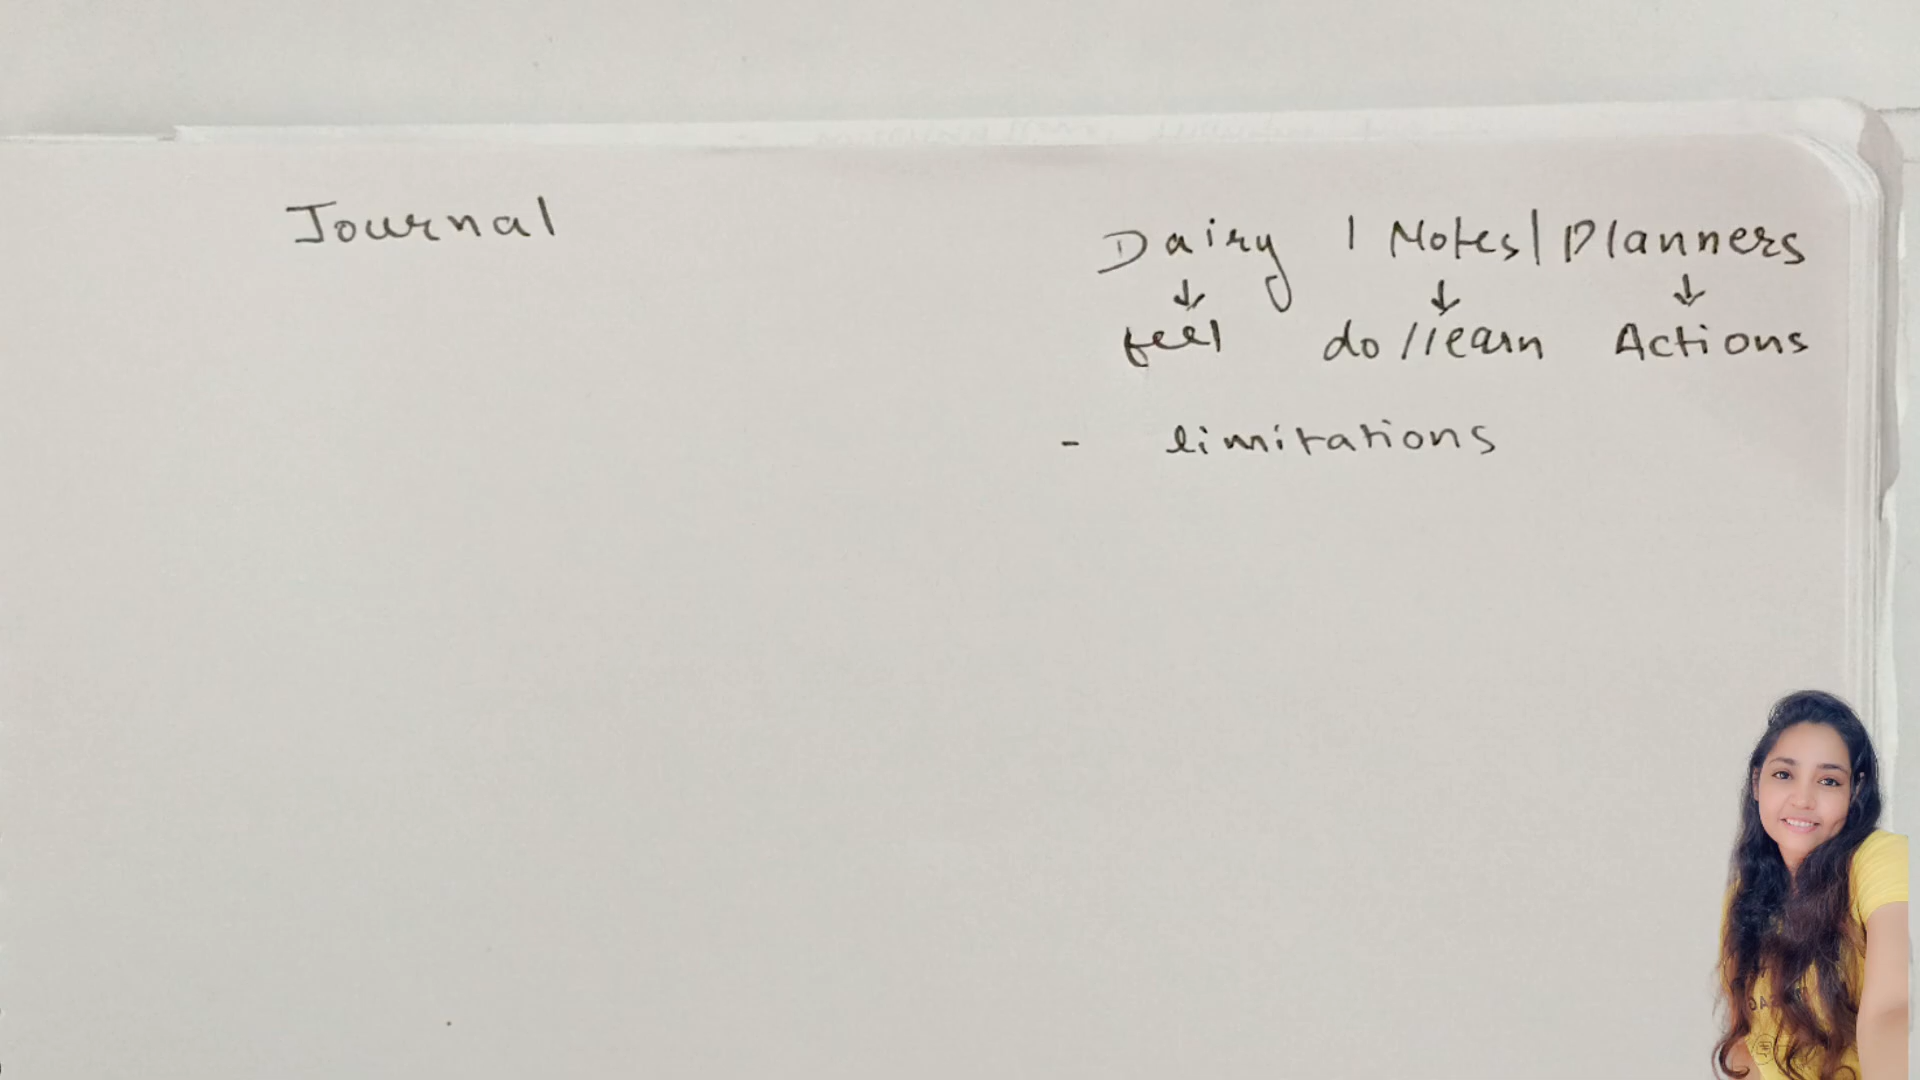 Journal
Dairy | Notes | Planners
↓ ↓ ↓
feel do / learn Actions
- limitations